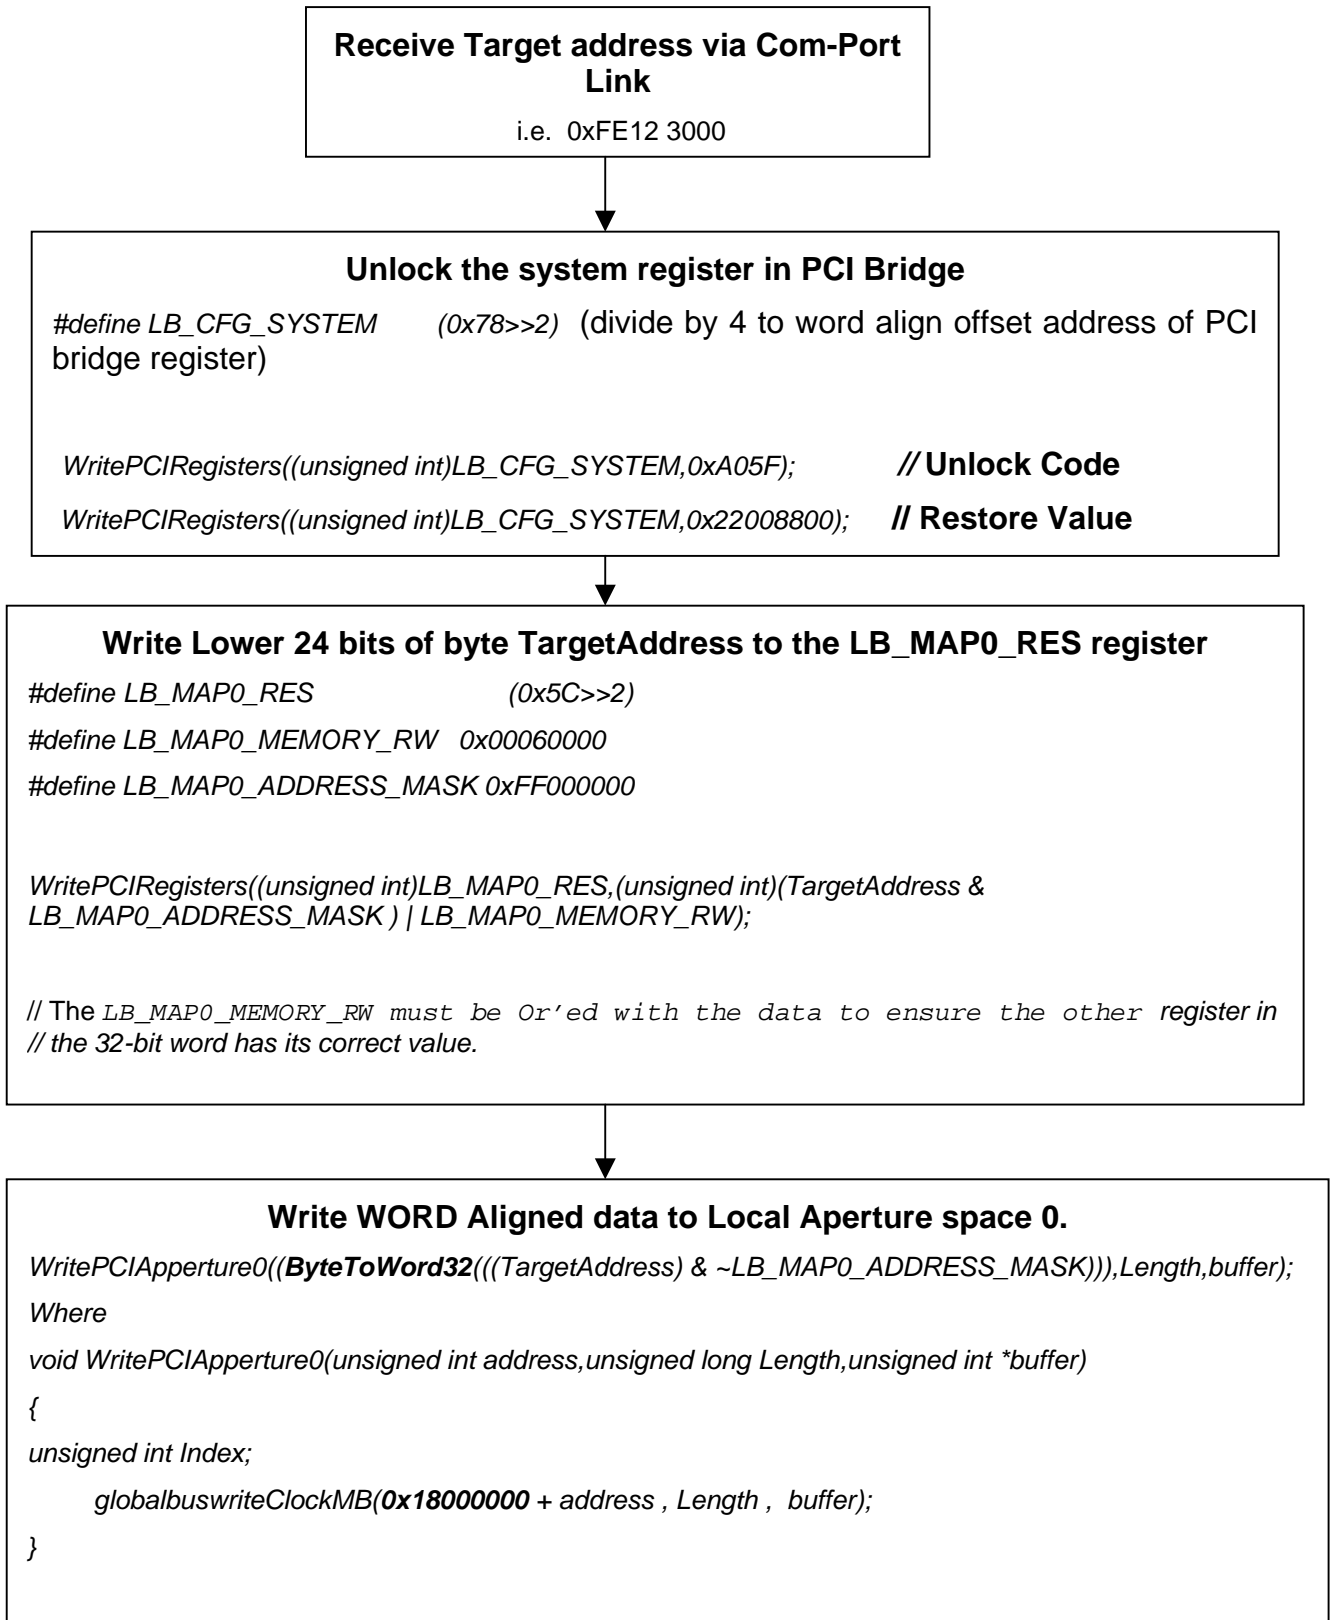 Receive Target address via Com-Port
Link
i.e. 0xFE12 3000
Unlock the system register in PCI Bridge
#define LB_CFG_SYSTEM (0x78>>2) (divide by 4 to word align offset address of PCI
bridge register)
WritePCIRegisters((unsigned int)LB_CFG_SYSTEM,0xA05F); // Unlock Code
WritePCIRegisters((unsigned int)LB_CFG_SYSTEM,0x22008800); // Restore Value
Write Lower 24 bits of byte TargetAddress to the LB_MAP0_RES register
#define LB_MAP0_RES (0x5C>>2)
#define LB_MAP0_MEMORY_RW 0x00060000
#define LB_MAP0_ADDRESS_MASK 0xFF000000
WritePCIRegisters((unsigned int)LB_MAP0_RES,(unsigned int)(TargetAddress &
LB_MAP0_ADDRESS_MASK ) | LB_MAP0_MEMORY_RW);
// The LB_MAP0_MEMORY_RW must be Or’ed with the data to ensure the other register in
// the 32-bit word has its correct value.
Write WORD Aligned data to Local Aperture space 0.
WritePCIApperture0((ByteToWord32(((TargetAddress) & ~LB_MAP0_ADDRESS_MASK))),Length,buffer);
Where
void WritePCIApperture0(unsigned int address,unsigned long Length,unsigned int *buffer)
{
unsigned int Index;
globalbuswriteClockMB(0x18000000 + address , Length , buffer);
}